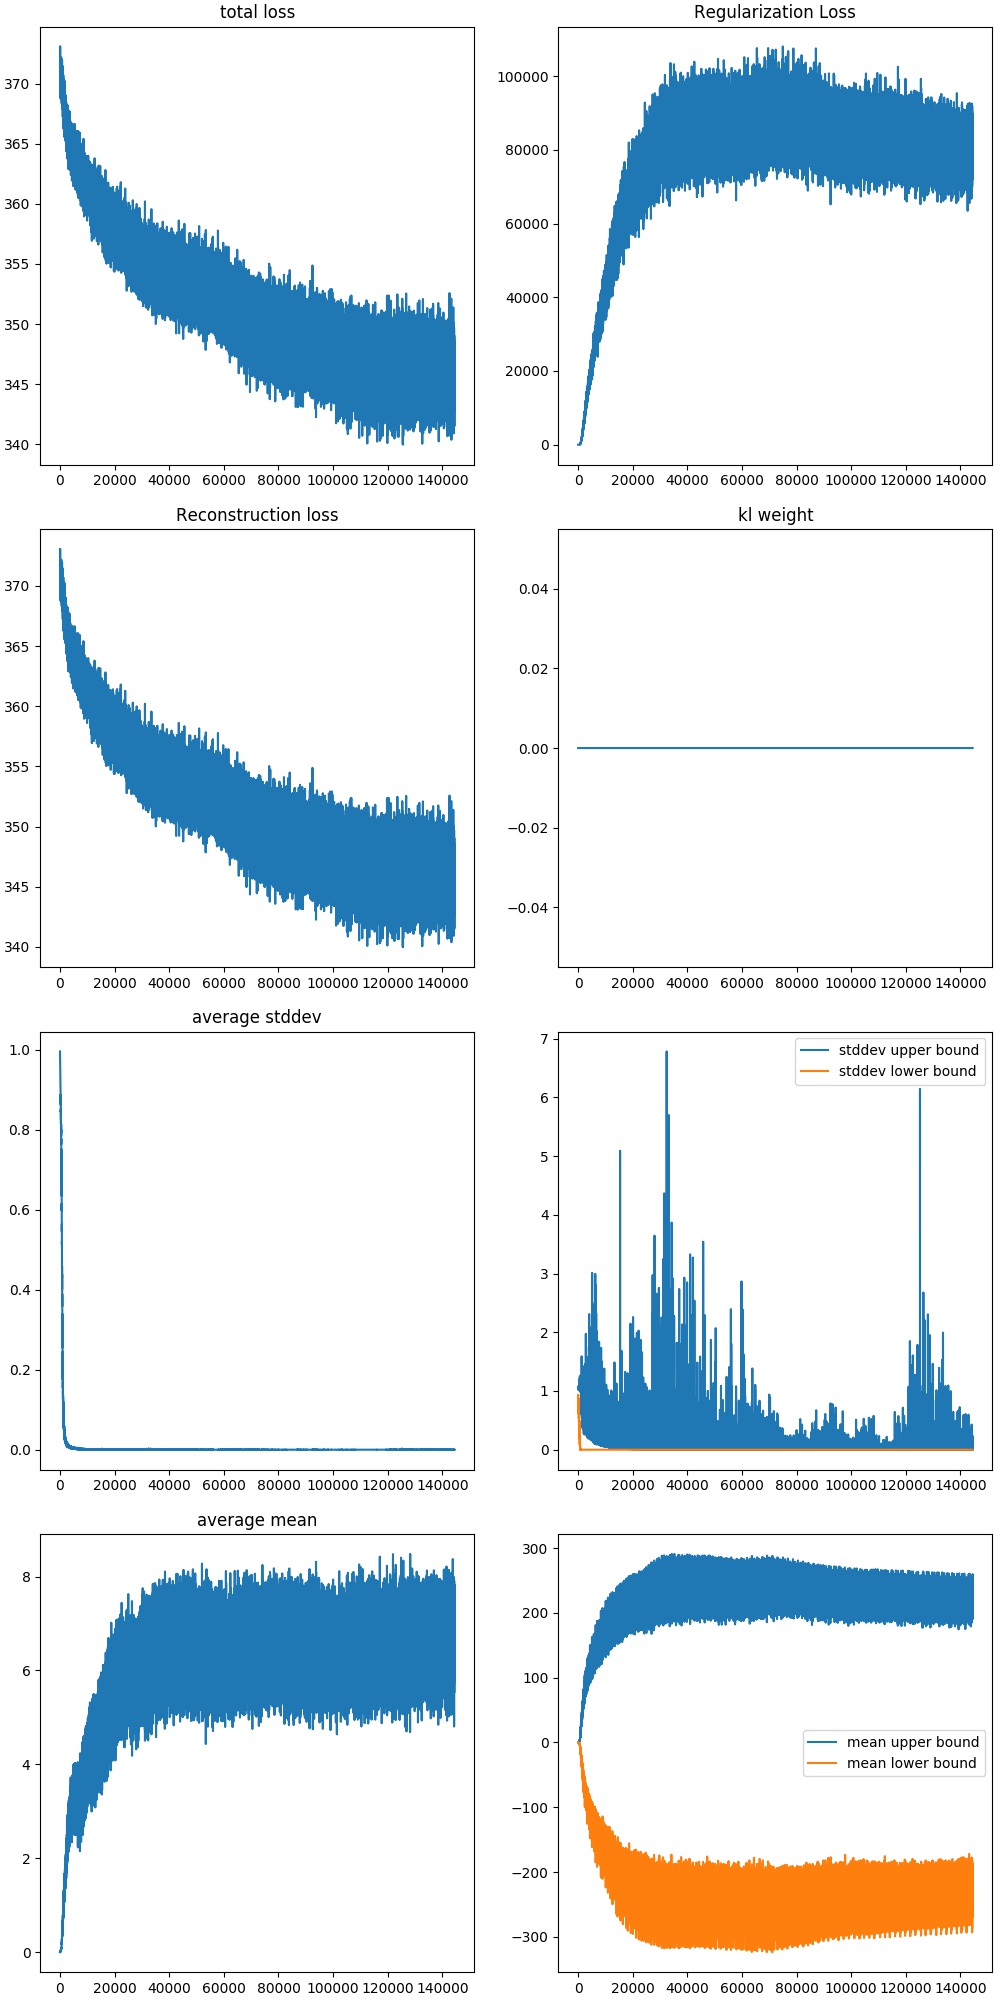 total loss
370
365
360
355
350
345
340
0 20000 40000 60000 80000 100000 120000 140000
Regularization Loss
100000
80000
60000
40000
20000
0
0 20000 40000 60000 80000 100000 120000 140000
Reconstruction loss
370
365
360
355
350
345
340
0 20000 40000 60000 80000 100000 120000 140000
kl weight
0.04
0.02
0.00
−0.02
−0.04
0 20000 40000 60000 80000 100000 120000 140000
average stddev
1.0
0.8
0.6
0.4
0.2
0.0
0 20000 40000 60000 80000 100000 120000 140000
7
6
5
4
3
2
1
0
stddev upper bound
stddev lower bound
0 20000 40000 60000 80000 100000 120000 140000
average mean
8
6
4
2
0
0 20000 40000 60000 80000 100000 120000 140000
300
200
100
0
−100
−200
−300
mean upper bound
mean lower bound
0 20000 40000 60000 80000 100000 120000 140000